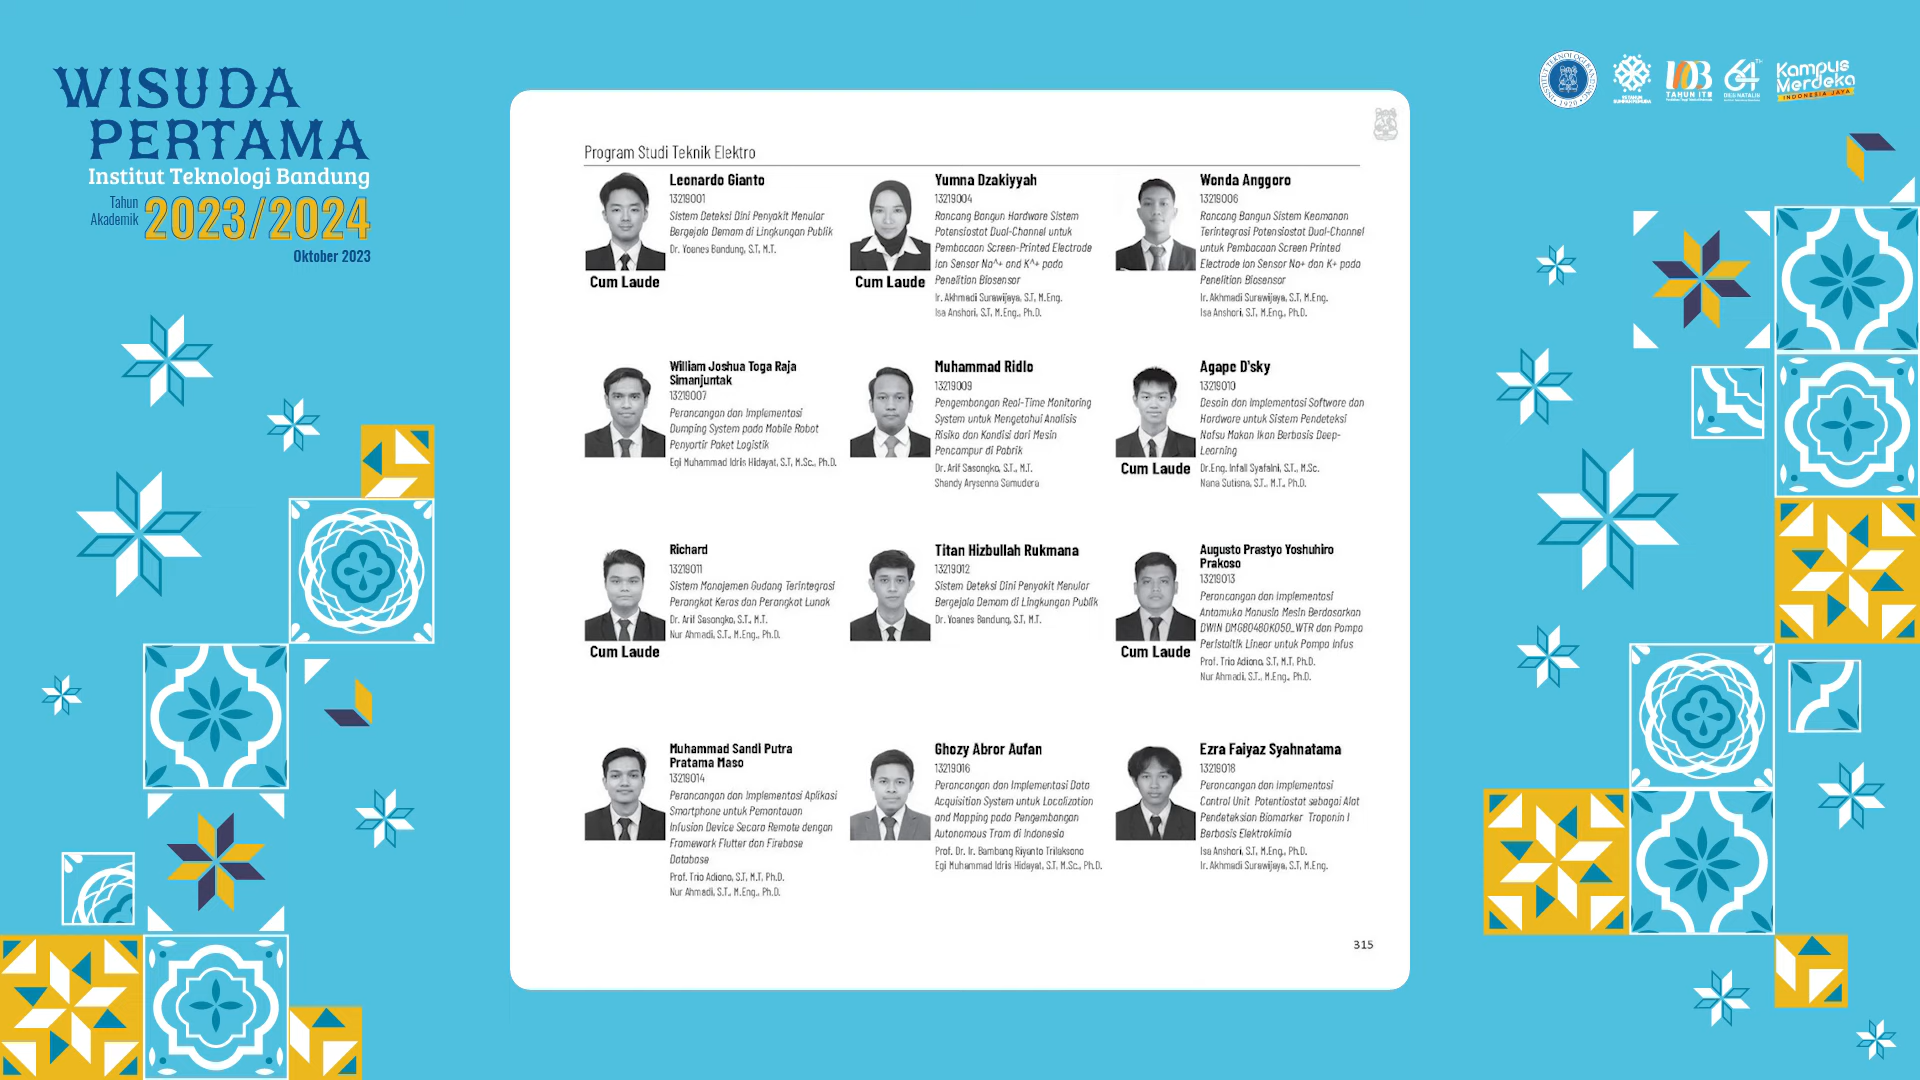 WISUDA
PERTAMA
Institut Teknologi Bandung
Tahun
Akademik 2023/2024
Oktober 2023
INSTITUT TEKNOLOGI BANDUNG
1920
103
TAHUN ITB
64TH
DIES NATALIS
Kampus
Merdeka
INDONESIA JAYA
Program Studi Teknik Elektro
Leonardo Gianto
13219001
Sistem Deteksi Dini Penyakit Menular
Bergejala Demam di Lingkungan Publik
Dr. Yoanes Bandung, S.T, M.T.
Cum Laude
Yumna Dzakiyyah
13219004
Rancang Bangun Hardware Sistem
Potensiostat Dual-Channel untuk
Pembacaan Screen-Printed Electrode
Ion Sensor Na^+ and K^+ pada
Penelitian Biosensor
Ir. Akhmadi Surawijaya, S.T, M.Eng.
Isa Anshori, S.T, M.Eng., Ph.D.
Cum Laude
Wonda Anggoro
13219006
Rancang Bangun Sistem Keamanan
Terintegrasi Potensiostat Dual-Channel
untuk Pembacaan Screen Printed
Electrode Ion Sensor Na+ dan K+ pada
Penelitian Biosensor
Ir. Akhmadi Surawijaya, S.T, M.Eng.
Isa Anshori, S.T, M.Eng., Ph.D.
William Joshua Toga Raja
Simanjuntak
13219007
Perancangan dan Implementasi
Dumping System pada Mobile Robot
Penyortir Paket Logistik
Egi Muhammad Idris Hidayat, S.T, M.Sc., Ph.D.
Muhammad Ridlo
13219009
Pengembangan Real-Time Monitoring
System untuk Mengetahui Analisis
Risiko dan Kondisi dari Mesin
Pencampur di Pabrik
Dr. Arif Sasongko, S.T., M.T.
Shandy Arysenna Samudera
Agape D'sky
13219010
Desain dan Implementasi Software dan
Hardware untuk Sistem Pendeteksi
Nafsu Makan Ikan Berbasis Deep-
Learning
Dr.Eng. Infall Syafalni, S.T., M.Sc.
Nana Sutisna, S.T., M.T., Ph.D.
Cum Laude
Richard
13219011
Sistem Manajemen Gudang Terintegrasi
Perangkat Keras dan Perangkat Lunak
Dr. Arif Sasongko, S.T., M.T.
Nur Ahmadi, S.T., M.Eng., Ph.D.
Cum Laude
Titan Hizbullah Rukmana
13219012
Sistem Deteksi Dini Penyakit Menular
Bergejala Demam di Lingkungan Publik
Dr. Yoanes Bandung, S.T, M.T.
Augusto Prastyo Yoshuhiro
Prakoso
13219013
Perancangan dan Implementasi
Antamuka Manusia Mesin Berdasarkan
DWIN DMG80480K050_WTR dan Pompa
Peristaltik Linear untuk Pompa Infus
Prof. Trio Adiono, S.T, M.T, Ph.D.
Nur Ahmadi, S.T., M.Eng., Ph.D.
Cum Laude
Muhammad Sandi Putra
Pratama Maso
13219014
Perancangan dan Implementasi Aplikasi
Smartphone untuk Pemantauan
Infusion Device Secara Remote dengan
Framework Flutter dan Firebase
Database
Prof. Trio Adiono, S.T, M.T, Ph.D.
Nur Ahmadi, S.T., M.Eng., Ph.D.
Ghozy Abror Aufan
13219016
Perancangan dan Implementasi Data
Acquisition System untuk Localization
and Mapping pada Pengembangan
Autonomous Tram di Indonesia
Prof. Dr. Ir. Bambang Riyanto Trilaksono
Egi Muhammad Idris Hidayat, S.T, M.Sc., Ph.D.
Ezra Faiyaz Syahnatama
13219018
Perancangan dan Implementasi
Control Unit Potentiostat sebagai Alat
Pendeteksian Biomarker Troponin I
Berbasis Elektrokimia
Isa Anshori, S.T, M.Eng., Ph.D.
Ir. Akhmadi Surawijaya, S.T, M.Eng.
315